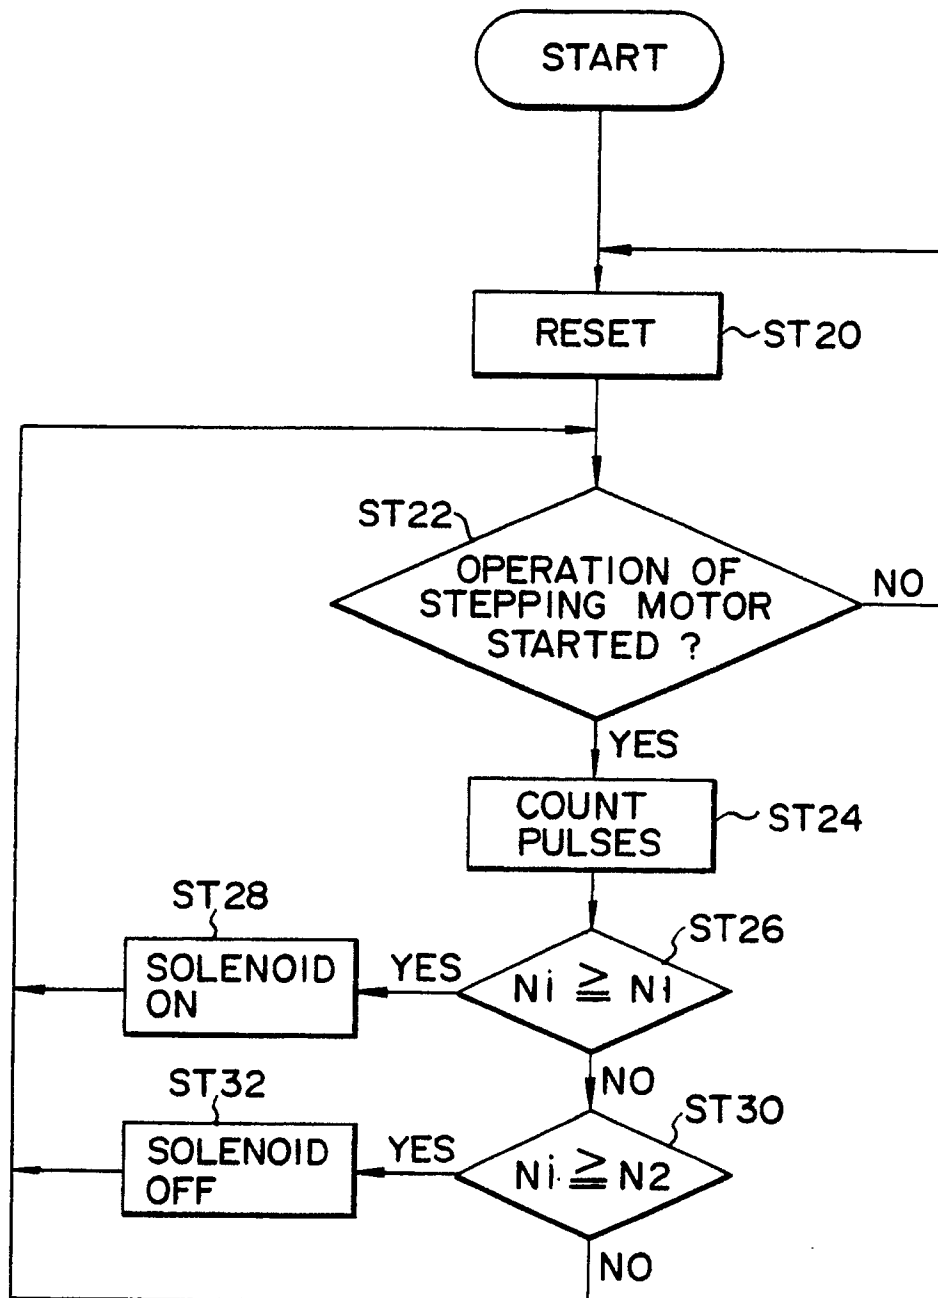 START
RESET
ST20
ST22
OPERATION OF
STEPPING MOTOR
STARTED ?
NO
YES
COUNT
PULSES
ST24
ST28
ST26
SOLENOID
ON
YES
Ni ≧ N1
NO
ST32
ST30
SOLENOID
OFF
YES
Ni ≧ N2
NO